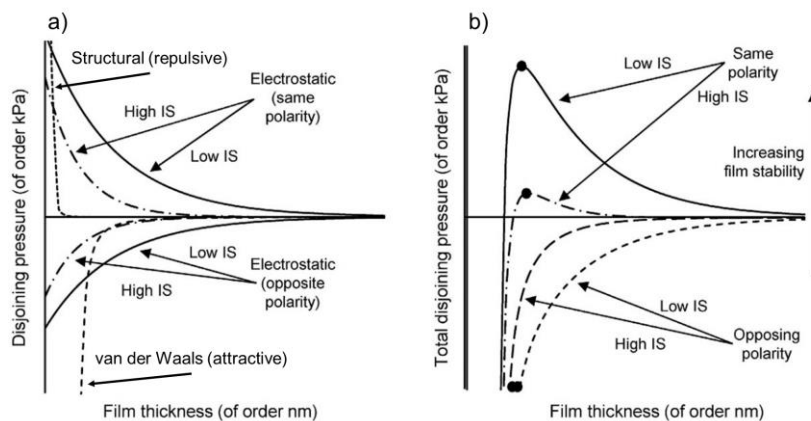 a)
Structural (repulsive)
Electrostatic
(same
polarity)
High IS
Low IS
Disjoining pressure (of order kPa)
Low IS
High IS
Electrostatic
(opposite
polarity)
van der Waals (attractive)
Film thickness (of order nm)
b)
Low IS
Same
polarity
High IS
Increasing
film stability
Total disjoining pressure (of order kPa)
Low IS
High IS
Opposing
polarity
Film thickness (of order nm)